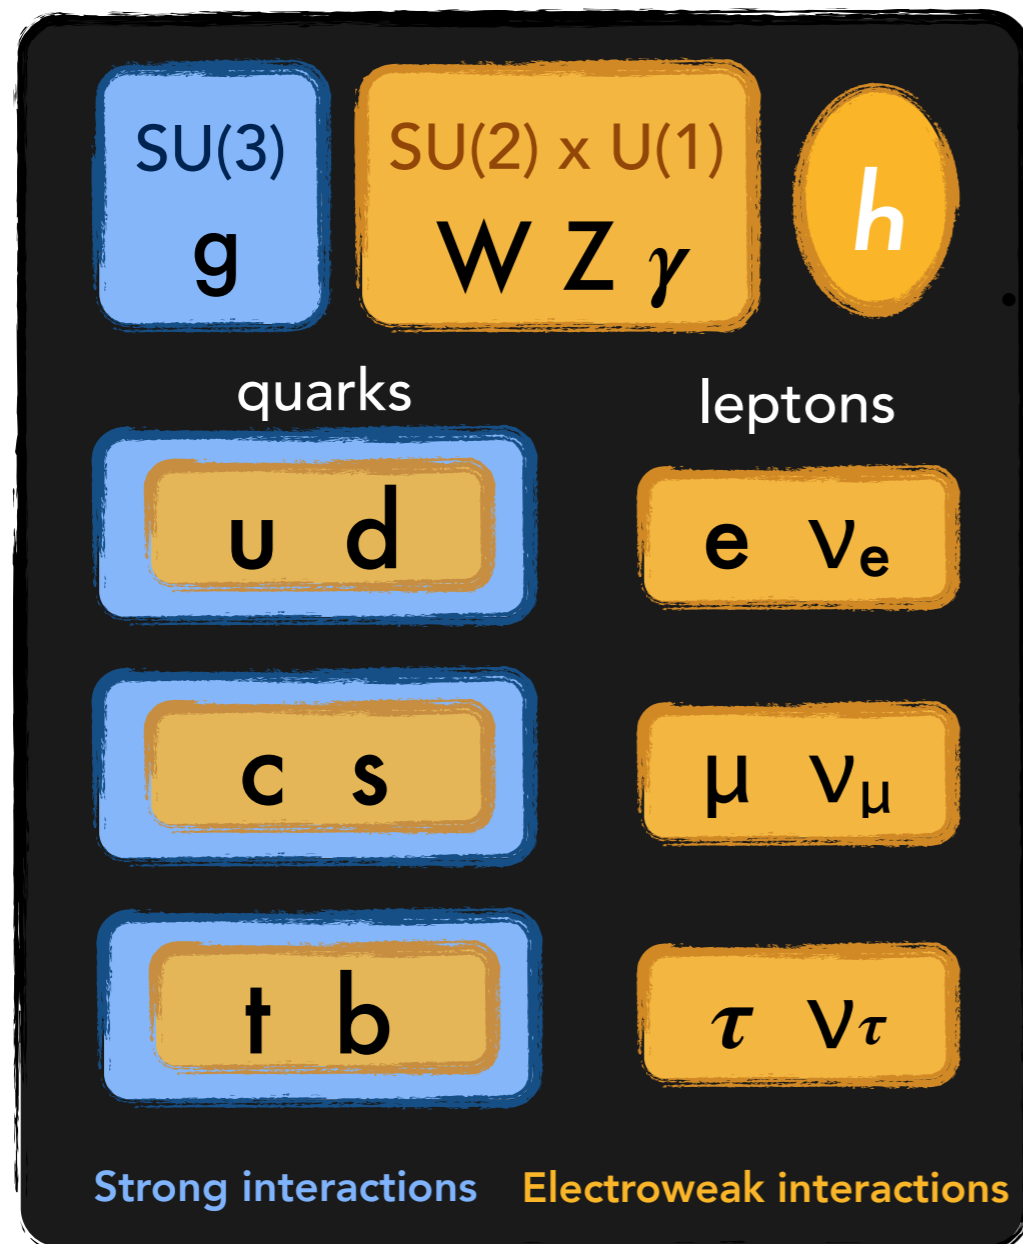 SU(3) SU(2) x U(1)
g W Z γ h
quarks leptons
u d e νe
c s μ νμ
t b τ ντ
Strong interactions Electroweak interactions